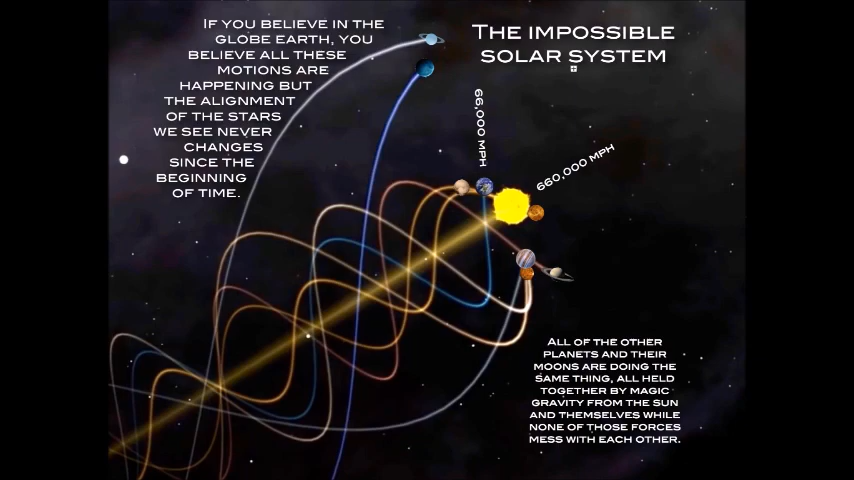 IF YOU BELIEVE IN THE
GLOBE EARTH, YOU
BELIEVE ALL THESE
MOTIONS ARE
HAPPENING BUT
THE ALIGNMENT
OF THE STARS
WE SEE NEVER
CHANGES
SINCE THE
BEGINNING
OF TIME.
THE IMPOSSIBLE
SOLAR SYSTEM
66,000 MPH
660,000 MPH
ALL OF THE OTHER
PLANETS AND THEIR
MOONS ARE DOING THE
SAME THING, ALL HELD
TOGETHER BY MAGIC
GRAVITY FROM THE SUN
AND THEMSELVES WHILE
NONE OF THOSE FORCES
MESS WITH EACH OTHER.